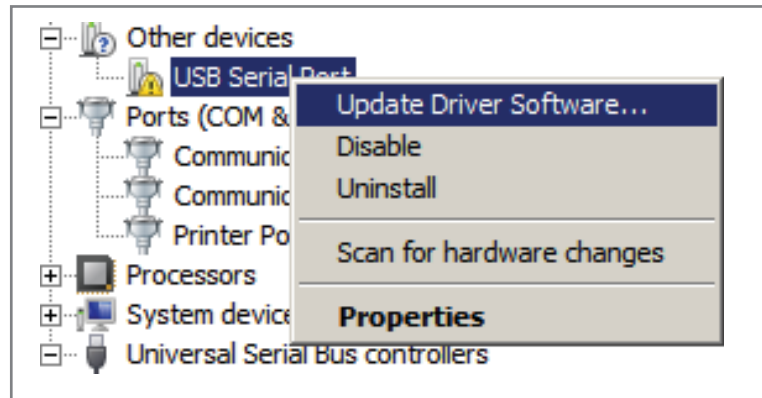 Other devices
USB Serial Port
Update Driver Software...
Ports (COM &
Disable
Communic
Uninstall
Communic
Printer Po
Scan for hardware changes
Processors
System device
Properties
Universal Serial Bus controllers